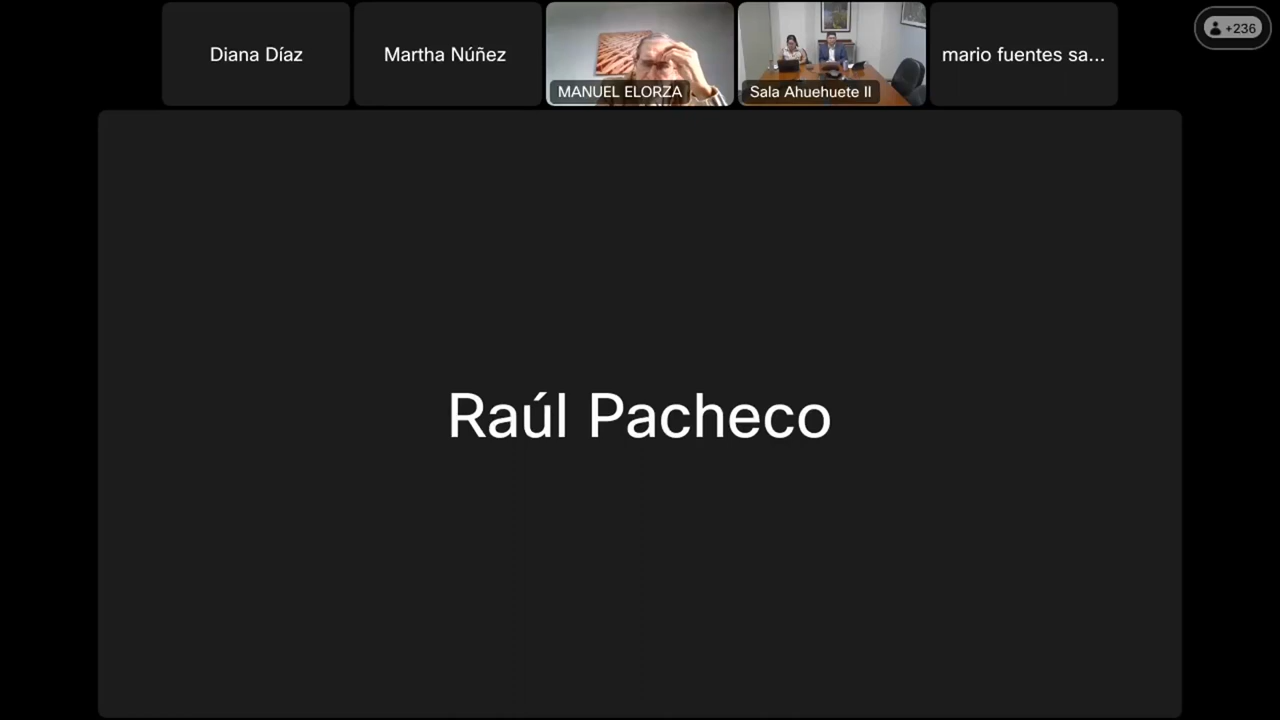 Diana Díaz
Martha Núñez
MANUEL ELORZA
Sala Ahuehuete II
mario fuentes sa...
+236
Raúl Pacheco